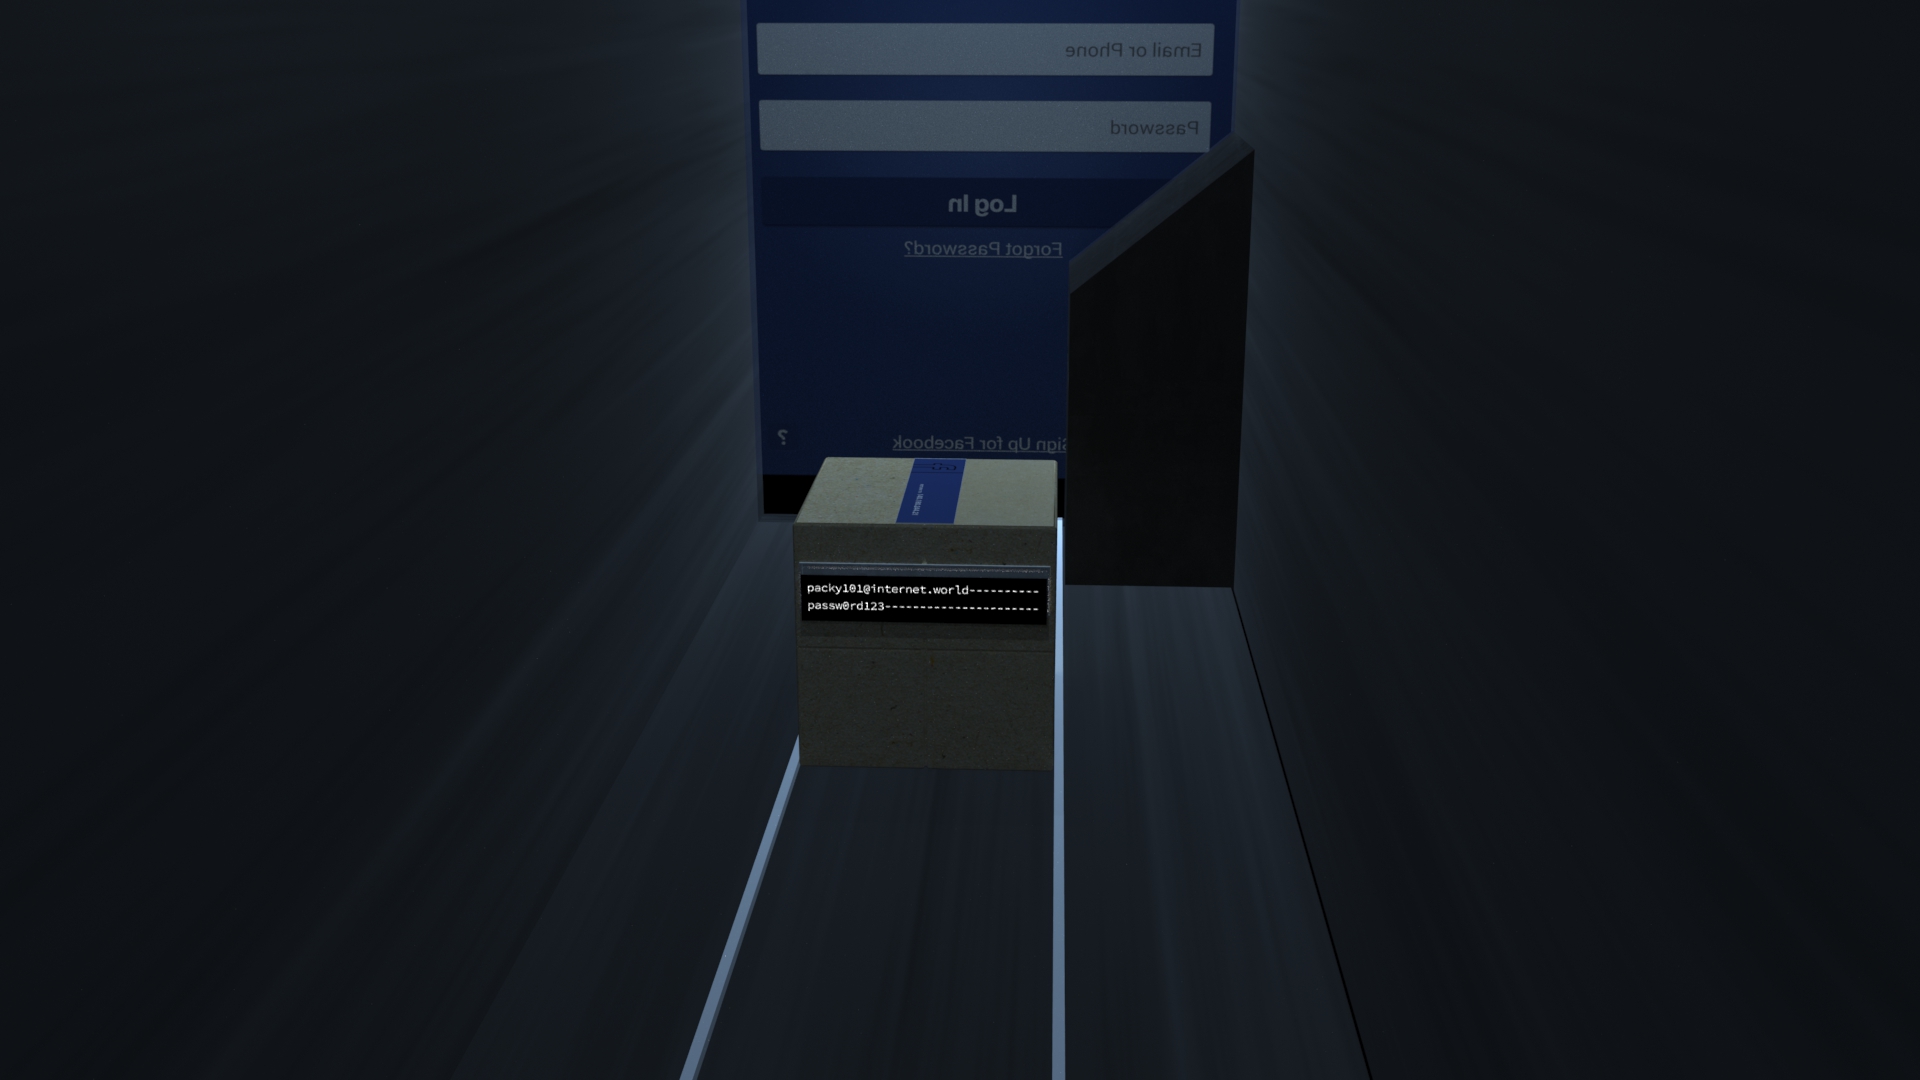 Email or Phone
Password
Log In
Forgot Password?
? Sign Up for Facebook
packy101@internet.world----------
passw0rd123----------------------